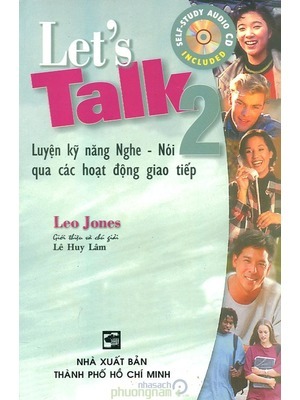 Let's
Talk 2
SELF-STUDY AUDIO CD
INCLUDED
Luyện kỹ năng Nghe - Nói
qua các hoạt động giao tiếp
Leo Jones
Giới thiệu và chú giải
Lê Huy Lâm
NHÀ XUẤT BẢN
THÀNH PHỐ HỒ CHÍ MINH
nhasach
phuongnam